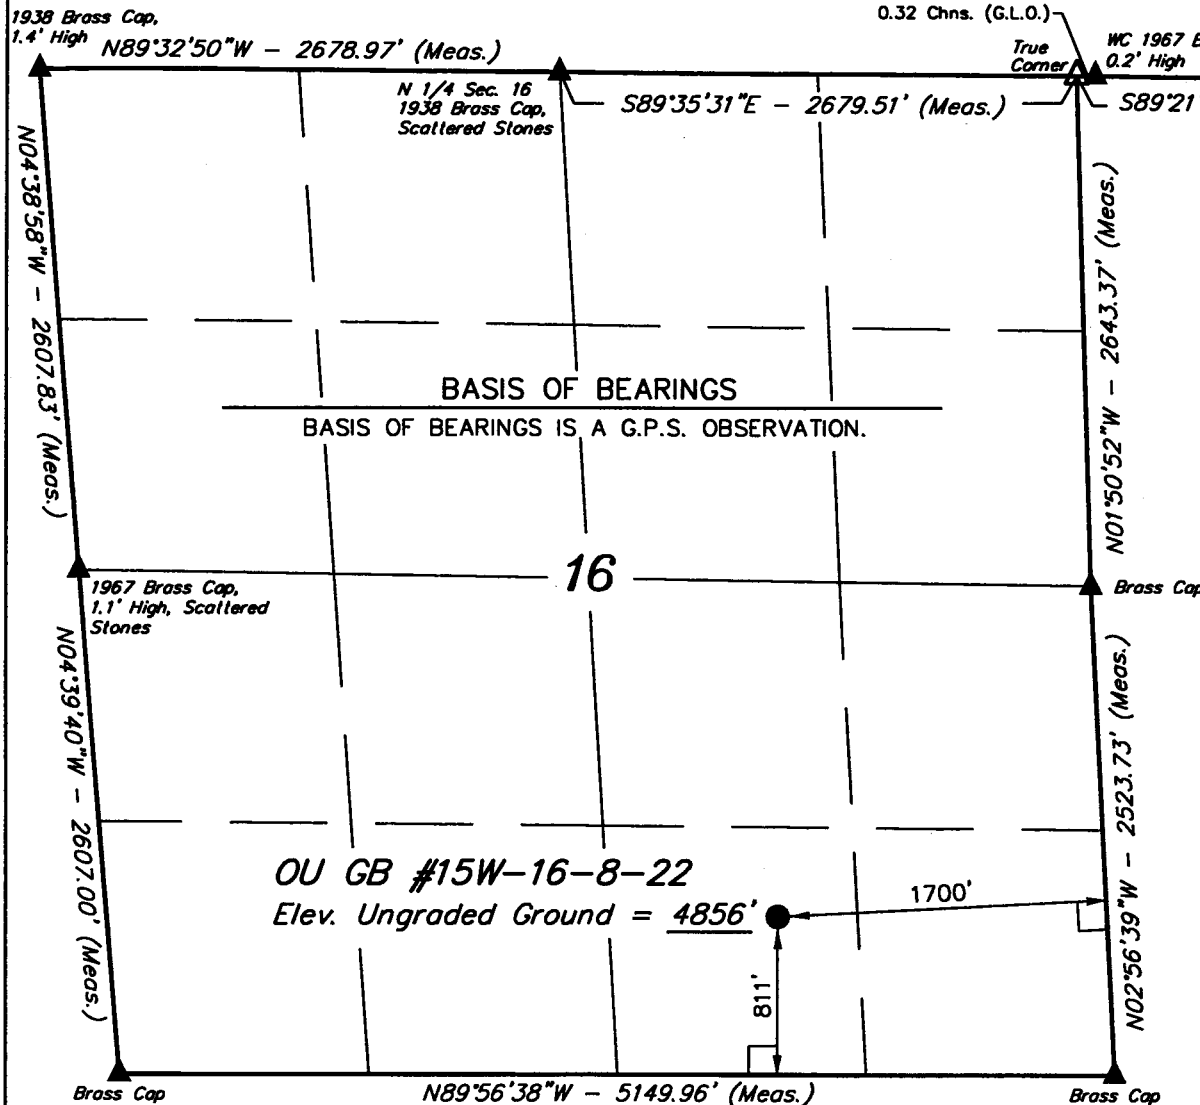 1938 Brass Cap,
1.4' High
N89°32'50"W - 2678.97' (Meas.)
0.32 Chns. (G.L.O.)
True
Corner
WC 1967 B
0.2' High
N 1/4 Sec. 16
1938 Brass Cap,
Scattered Stones
S89°35'31"E - 2679.51' (Meas.)
S89°21
N04°38'58"W - 2607.83' (Meas.)
N01°50'52"W - 2643.37' (Meas.)
BASIS OF BEARINGS
BASIS OF BEARINGS IS A G.P.S. OBSERVATION.
16
1967 Brass Cap,
1.1' High, Scattered
Stones
Brass Cap
N04°39'40"W - 2607.00' (Meas.)
N02°56'39"W - 2523.73' (Meas.)
OU GB #15W-16-8-22
Elev. Ungraded Ground = 4856'
1700'
811'
Brass Cap
N89°56'38"W - 5149.96' (Meas.)
Brass Cap